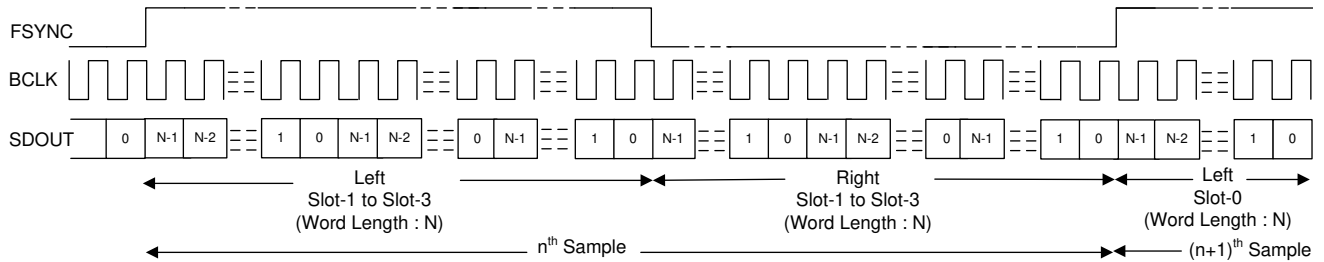 FSYNC
BCLK
SDOUT 0 N-1 N-2 1 0 N-1 N-2 0 N-1 1 0 N-1 1 0 N-1 N-2 0 N-1 1 0 N-1 N-2 1 0
Left Right Left
Slot-1 to Slot-3 Slot-1 to Slot-3 Slot-0
(Word Length : N) (Word Length : N) (Word Length : N)
nth Sample (n+1)th Sample